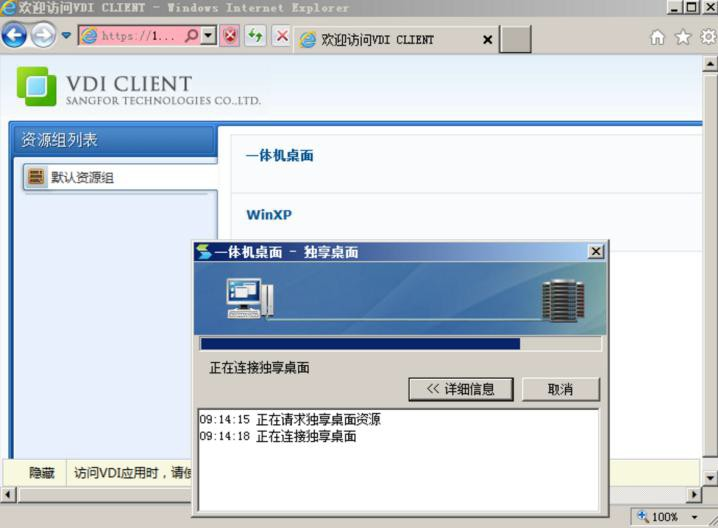 欢迎访问VDI CLIENT - Windows Internet Explorer
https://1...
欢迎访问VDI CLIENT
VDI CLIENT
SANGFOR TECHNOLOGIES CO.,LTD.
资源组列表
默认资源组
一体机桌面
WinXP
一体机桌面 - 独享桌面
正在连接独享桌面
<< 详细信息
取消
09:14:15 正在请求独享桌面资源
09:14:18 正在连接独享桌面
隐藏
访问VDI应用时，请使
100%